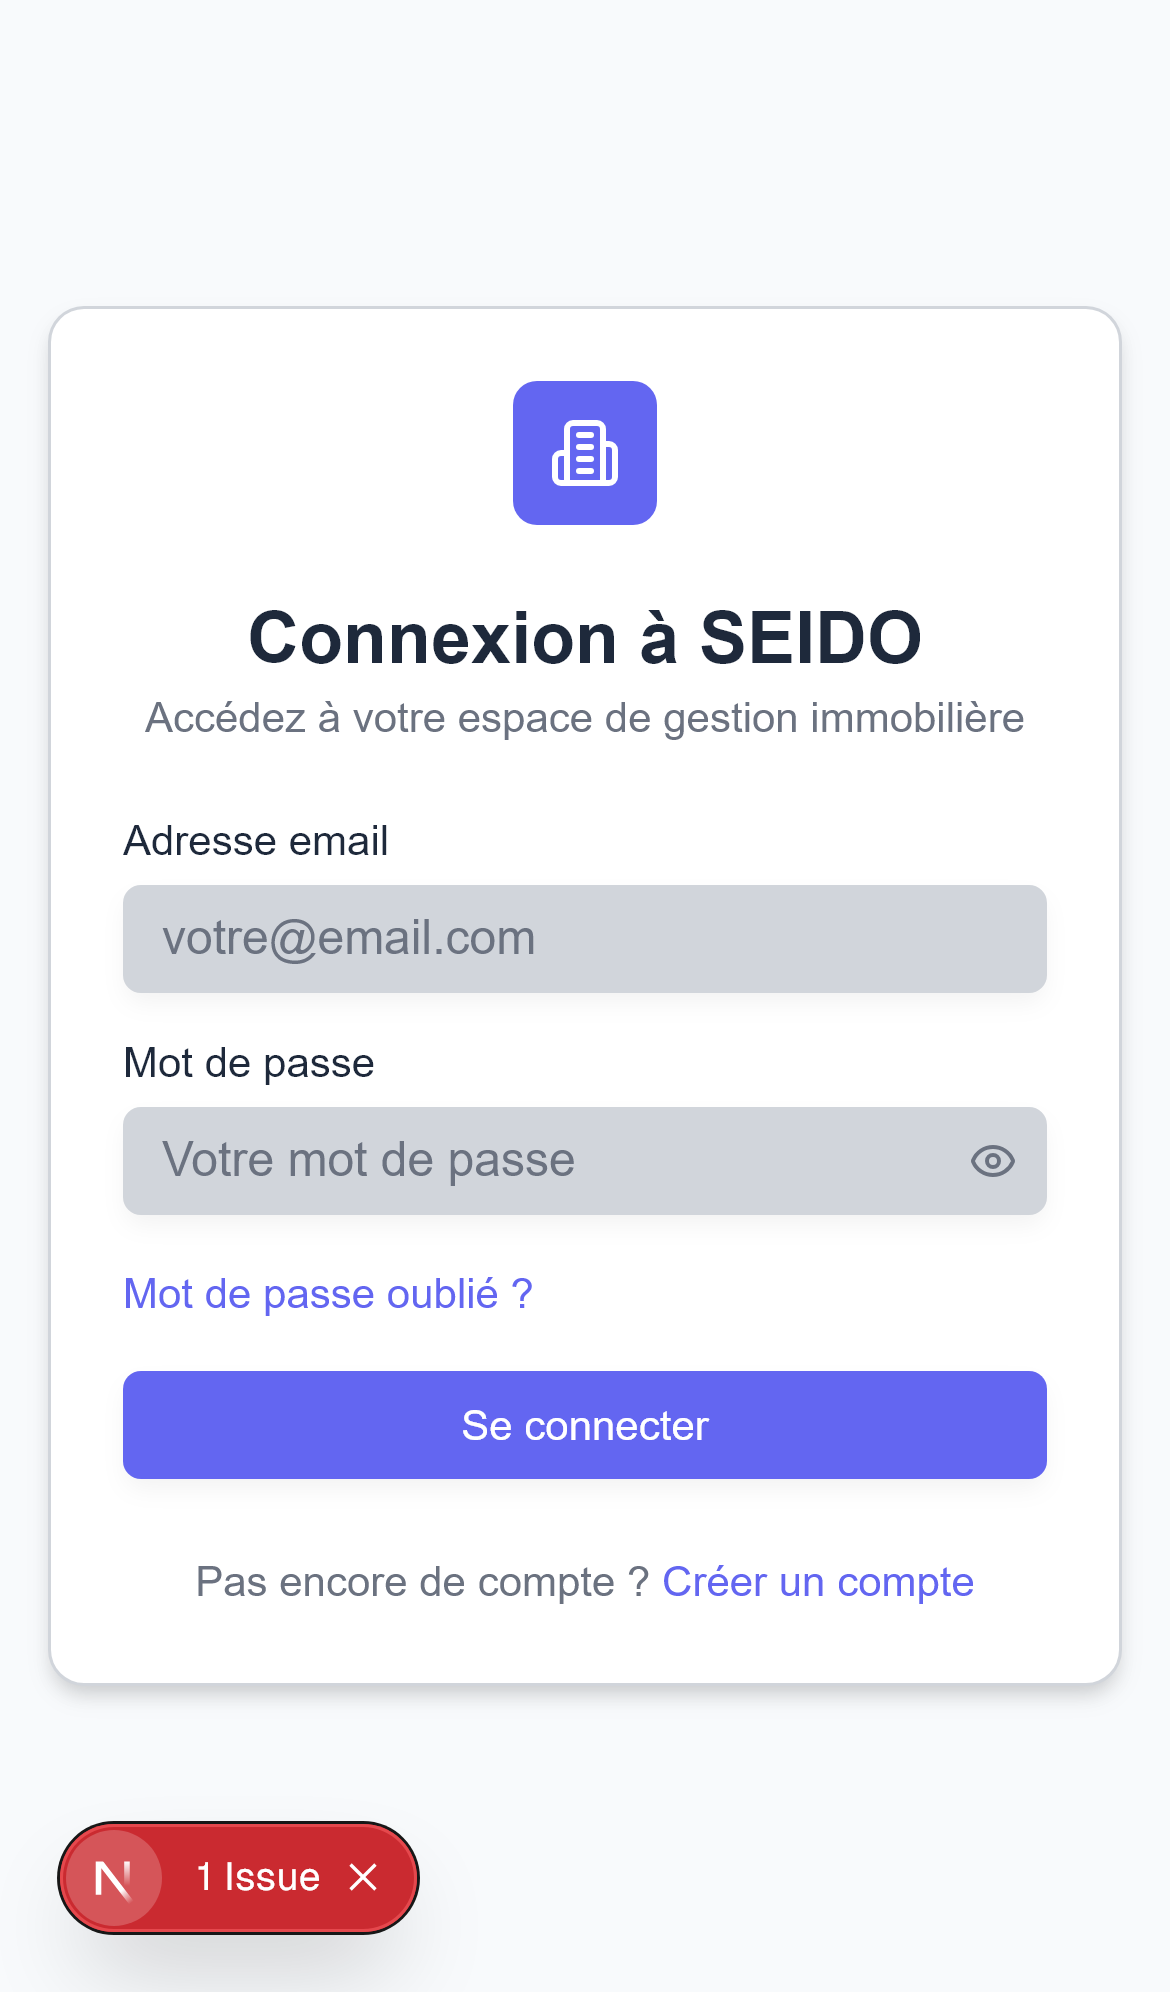 Connexion à SEIDO
Accédez à votre espace de gestion immobilière
Adresse email
votre@email.com
Mot de passe
Votre mot de passe
Mot de passe oublié ?
Se connecter
Pas encore de compte ? Créer un compte
N 1 Issue